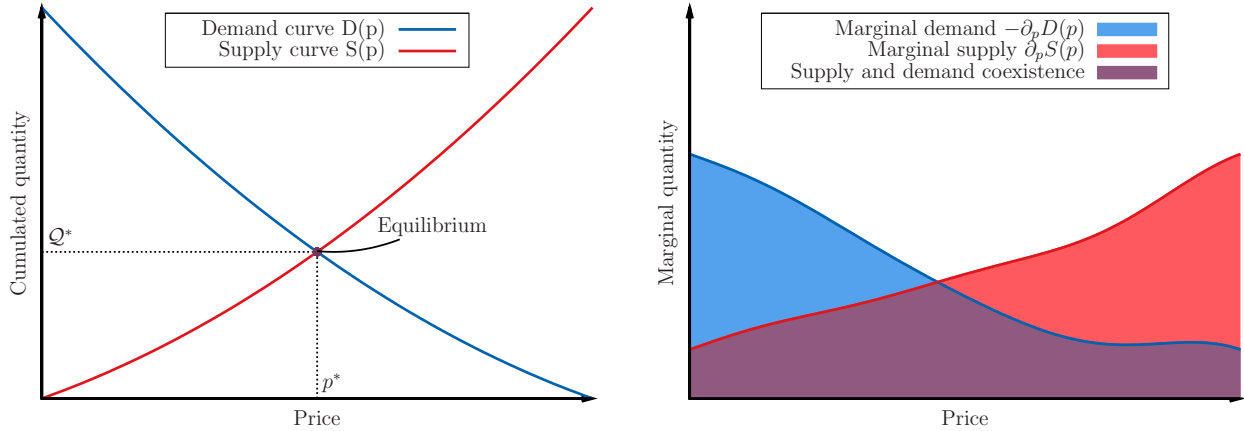 Demand curve D(p)
Supply curve S(p)
Cumulated quantity
𝒬*
Equilibrium
p*
Price
Marginal demand −∂ₚD(p)
Marginal supply ∂ₚS(p)
Supply and demand coexistence
Marginal quantity
Price